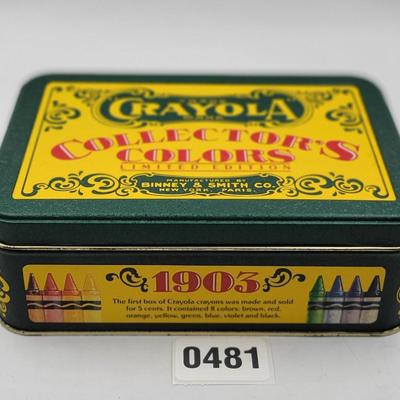 CRAYOLA
COLLECTOR'S
COLORS
LIMITED EDITION
MANUFACTURED BY
BINNEY & SMITH CO.
NEW YORK. PARIS.
1903
The first box of Crayola crayons was made and sold
for 5 cents. It contained 8 colors; brown, red,
orange, yellow, green, blue, violet and black.
0481